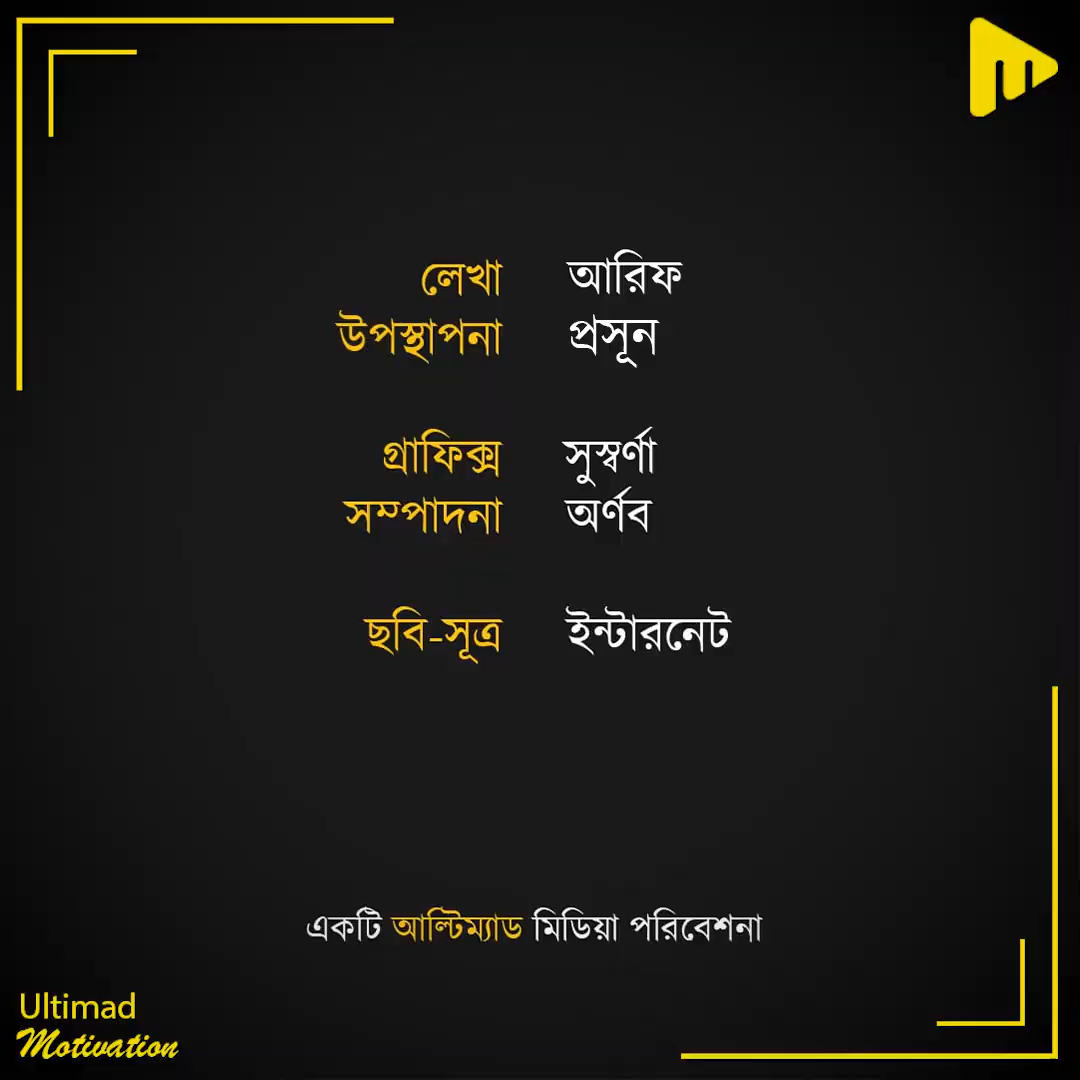 লেখা আরিফ
উপস্থাপনা প্রসূন
গ্রাফিক্স সুস্বর্ণা
সম্পাদনা অর্ণব
ছবি-সূত্র ইন্টারনেট
একটি আল্টিম্যাড মিডিয়া পরিবেশনা
Ultimad
Motivation